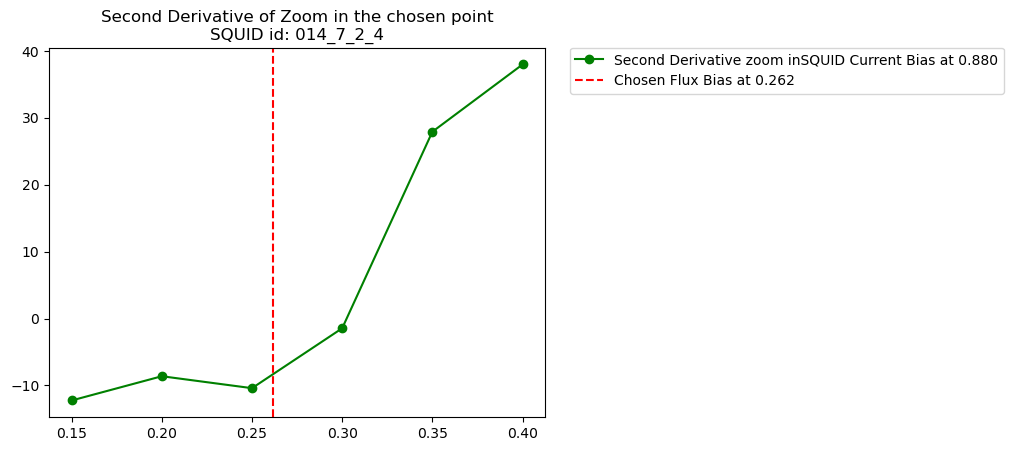 Second Derivative of Zoom in the chosen point
SQUID id: 014_7_2_4
Second Derivative zoom inSQUID Current Bias at 0.880
Chosen Flux Bias at 0.262
40
30
20
10
0
−10
0.15 0.20 0.25 0.30 0.35 0.40